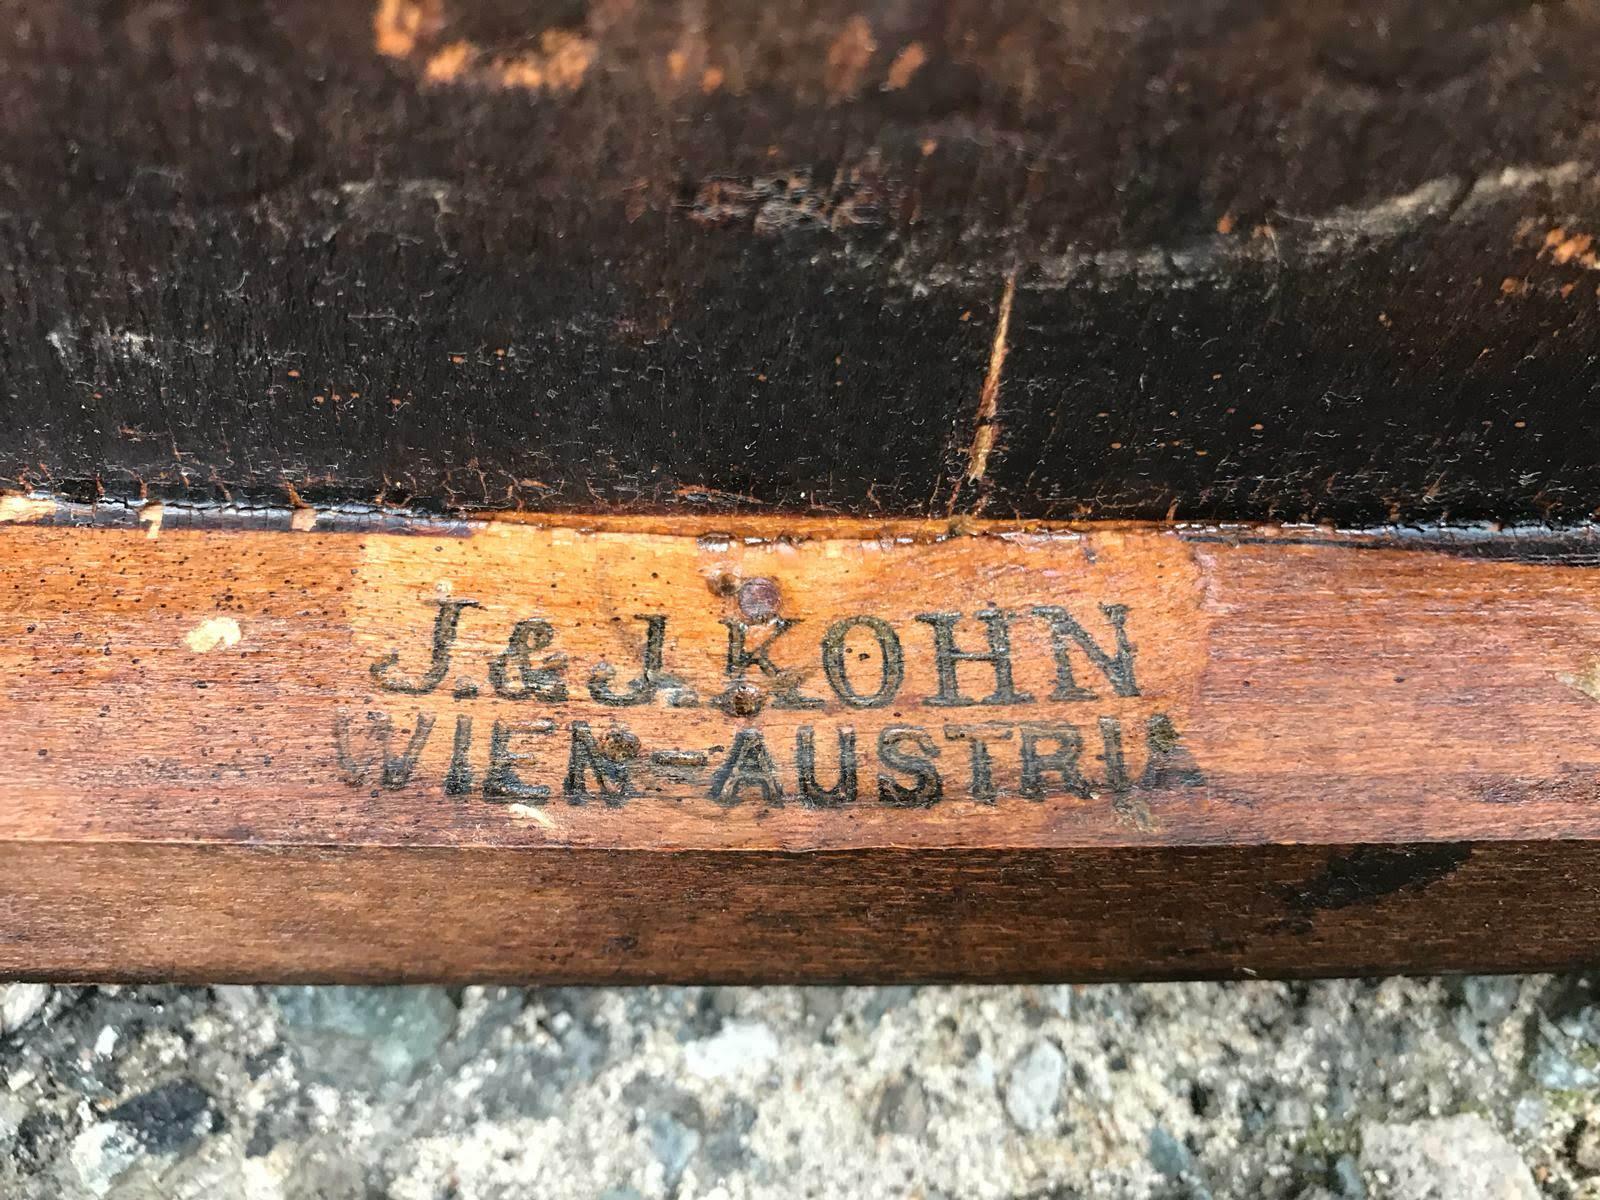 J. & J. KOHN
WIEN-AUSTRIA